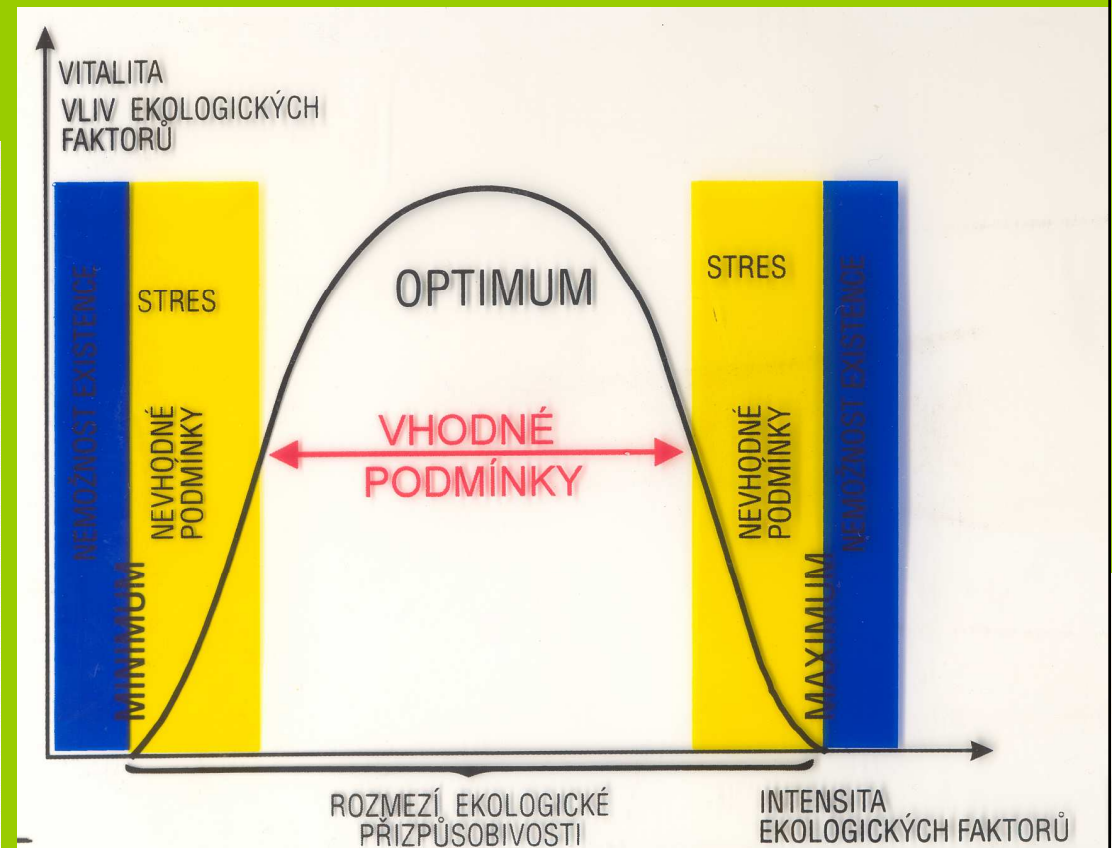 VITALITA
VLIV EKOLOGICKÝCH
FAKTORŮ
NEMOŽNOST EXISTENCE
MINIMUM
STRES
NEVHODNÉ
PODMÍNKY
OPTIMUM
VHODNÉ
PODMÍNKY
STRES
NEVHODNÉ
PODMÍNKY
MAXIMUM
NEMOŽNOST EXISTENCE
ROZMEZÍ EKOLOGICKÉ
PŘIZPŮSOBIVOSTI
INTENSITA
EKOLOGICKÝCH FAKTORŮ